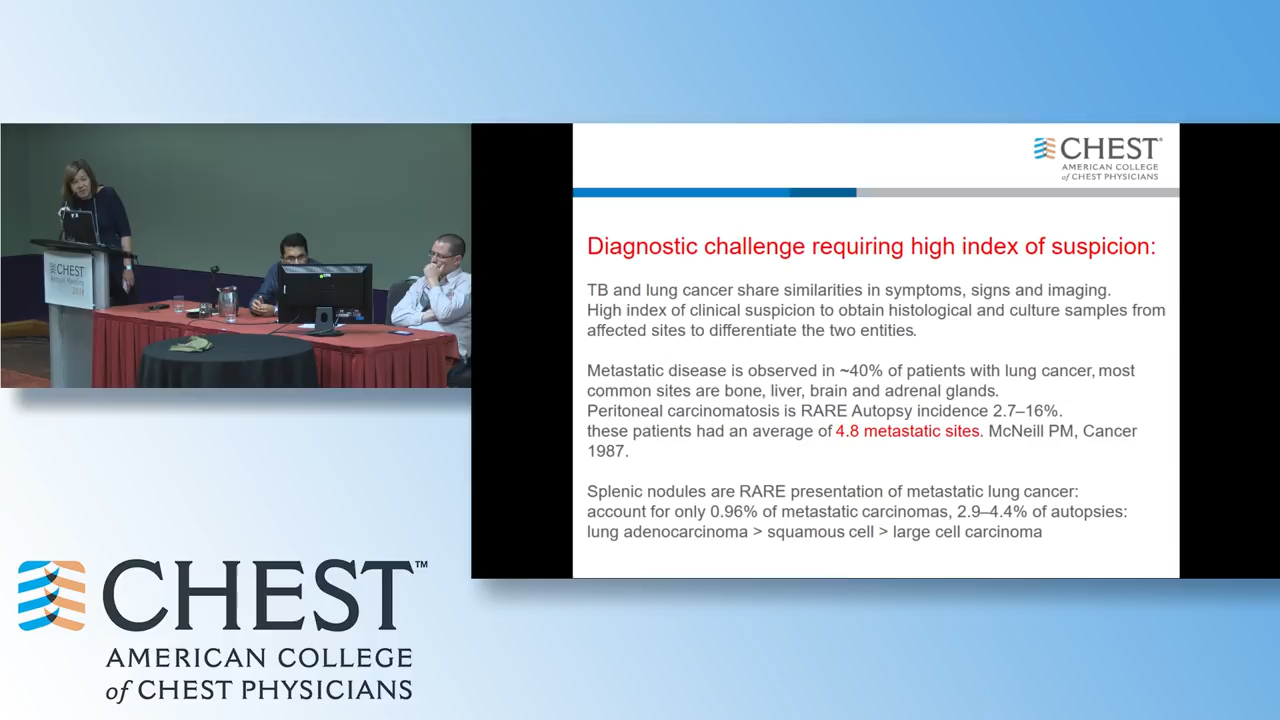 CHEST
Annual Meeting
2018
CHEST
AMERICAN COLLEGE
of CHEST PHYSICIANS
Diagnostic challenge requiring high index of suspicion:
TB and lung cancer share similarities in symptoms, signs and imaging.
High index of clinical suspicion to obtain histological and culture samples from
affected sites to differentiate the two entities.
Metastatic disease is observed in ~40% of patients with lung cancer, most
common sites are bone, liver, brain and adrenal glands.
Peritoneal carcinomatosis is RARE Autopsy incidence 2.7–16%.
these patients had an average of 4.8 metastatic sites. McNeill PM, Cancer
1987.
Splenic nodules are RARE presentation of metastatic lung cancer:
account for only 0.96% of metastatic carcinomas, 2.9–4.4% of autopsies:
lung adenocarcinoma > squamous cell > large cell carcinoma
CHEST™
AMERICAN COLLEGE
of CHEST PHYSICIANS